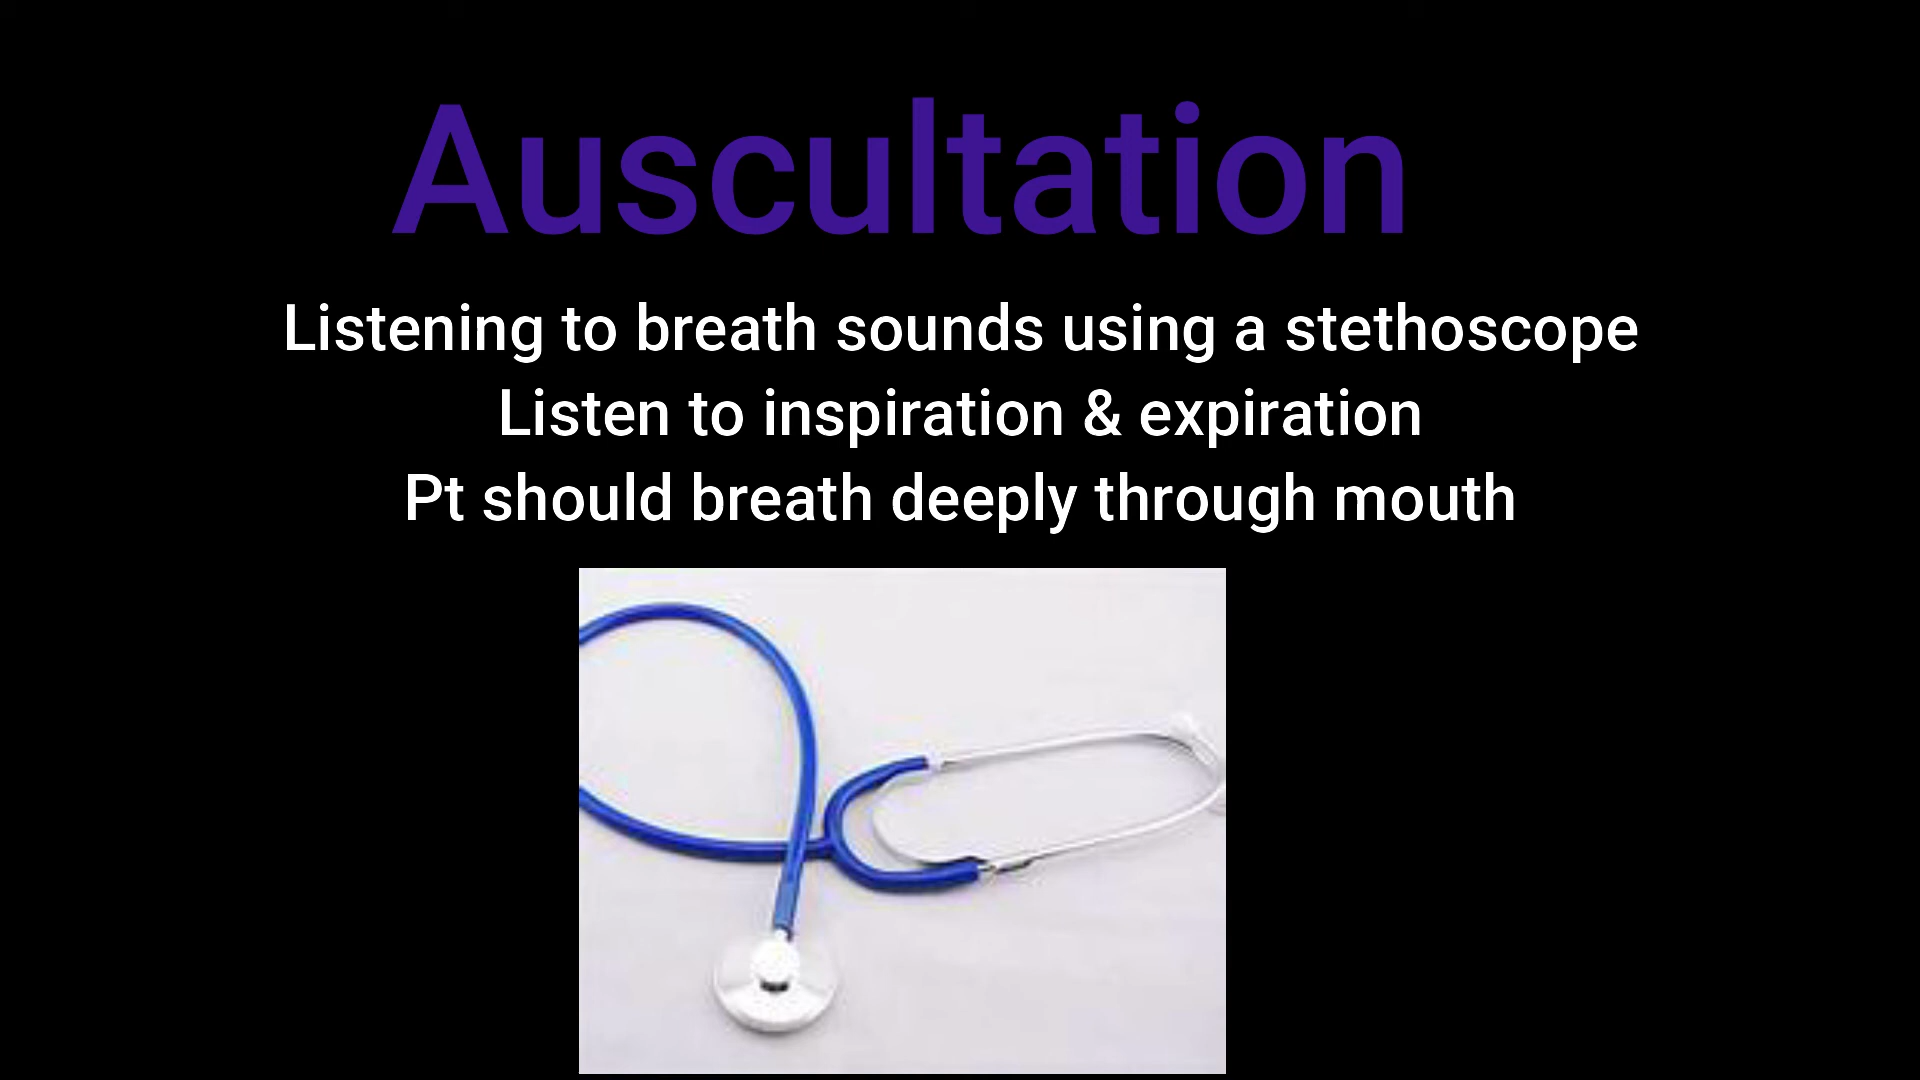 Auscultation
Listening to breath sounds using a stethoscope
Listen to inspiration & expiration
Pt should breath deeply through mouth